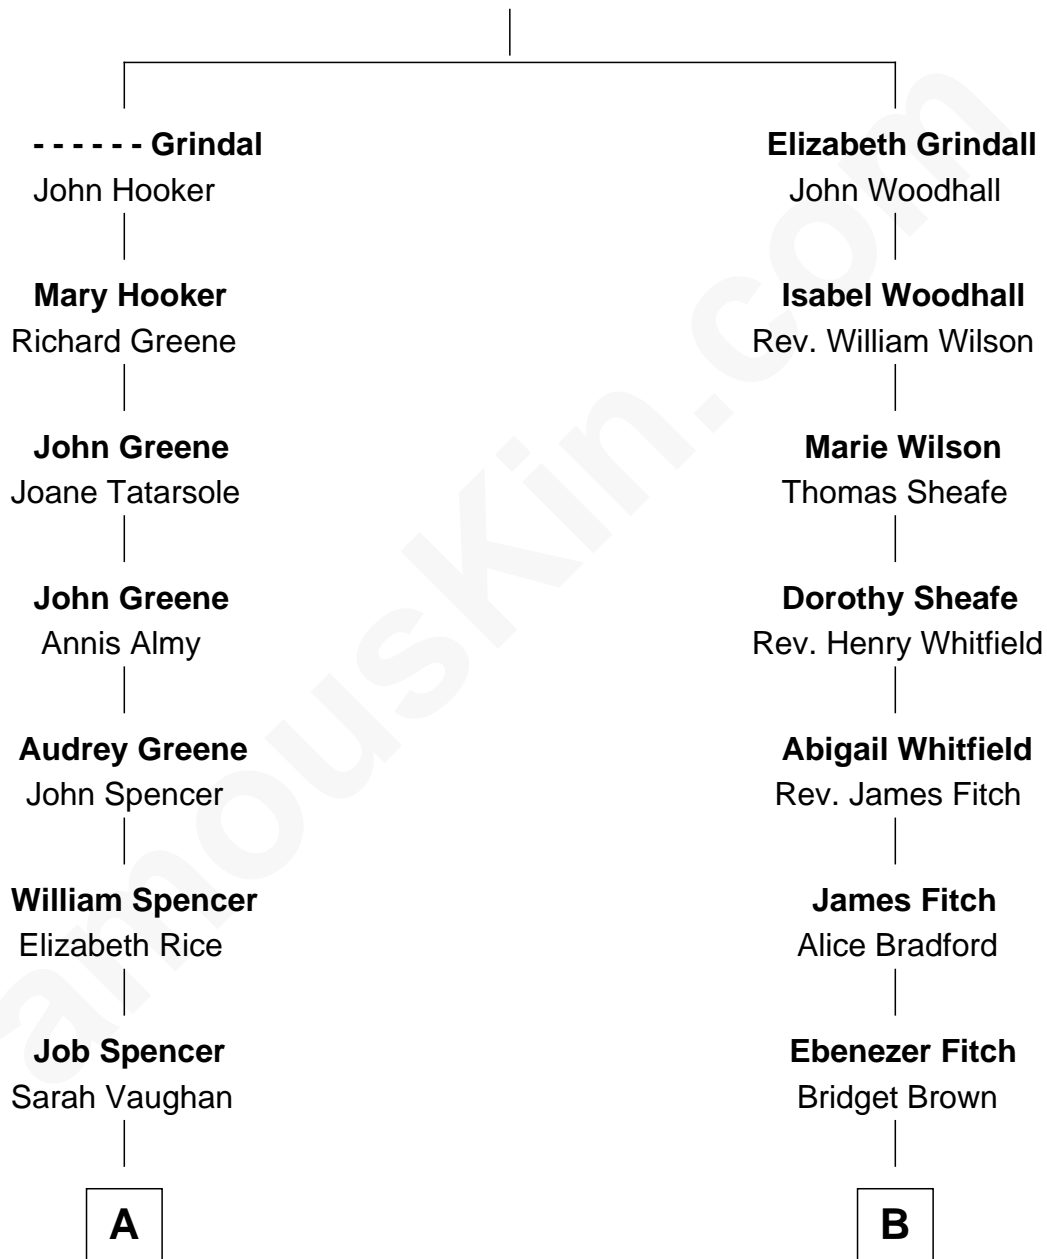 - - - - - - Grindal
John Hooker
Mary Hooker
Richard Greene
John Greene
Joane Tatarsole
John Greene
Annis Almy
Audrey Greene
John Spencer
William Spencer
Elizabeth Rice
Job Spencer
Sarah Vaughan
A
Elizabeth Grindall
John Woodhall
Isabel Woodhall
Rev. William Wilson
Marie Wilson
Thomas Sheafe
Dorothy Sheafe
Rev. Henry Whitfield
Abigail Whitfield
Rev. James Fitch
James Fitch
Alice Bradford
Ebenezer Fitch
Bridget Brown
B
amousKin.com